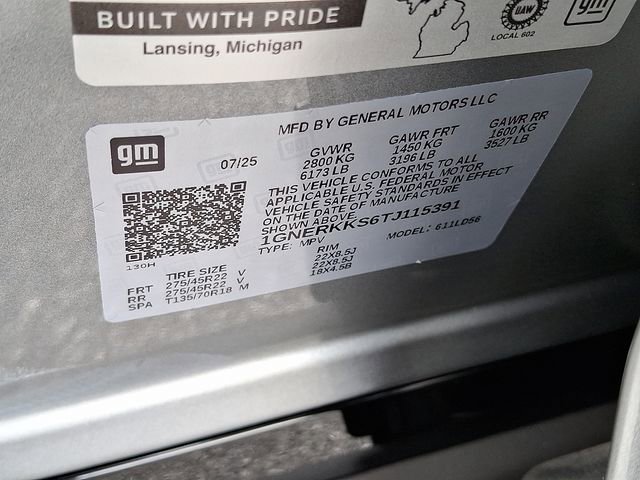 BUILT WITH PRIDE
Lansing, Michigan
UAW
LOCAL 602
gm
gm
MFD BY GENERAL MOTORS LLC
07/25
GVWR GAWR FRT GAWR RR
2800 KG 1450 KG 1600 KG
6173 LB 3196 LB 3527 LB
THIS VEHICLE CONFORMS TO ALL
APPLICABLE U.S. FEDERAL MOTOR
VEHICLE SAFETY STANDARDS IN EFFECT
ON THE DATE OF MANUFACTURE
SHOWN ABOVE.
1GNERKKS6TJ115391
TYPE: MPV MODEL: 611LD56
130H
TIRE SIZE RIM
FRT 275/45R22 V 22X8.5J
RR 275/45R22 V 22X8.5J
SPA T135/70R18 M 18X4.5B